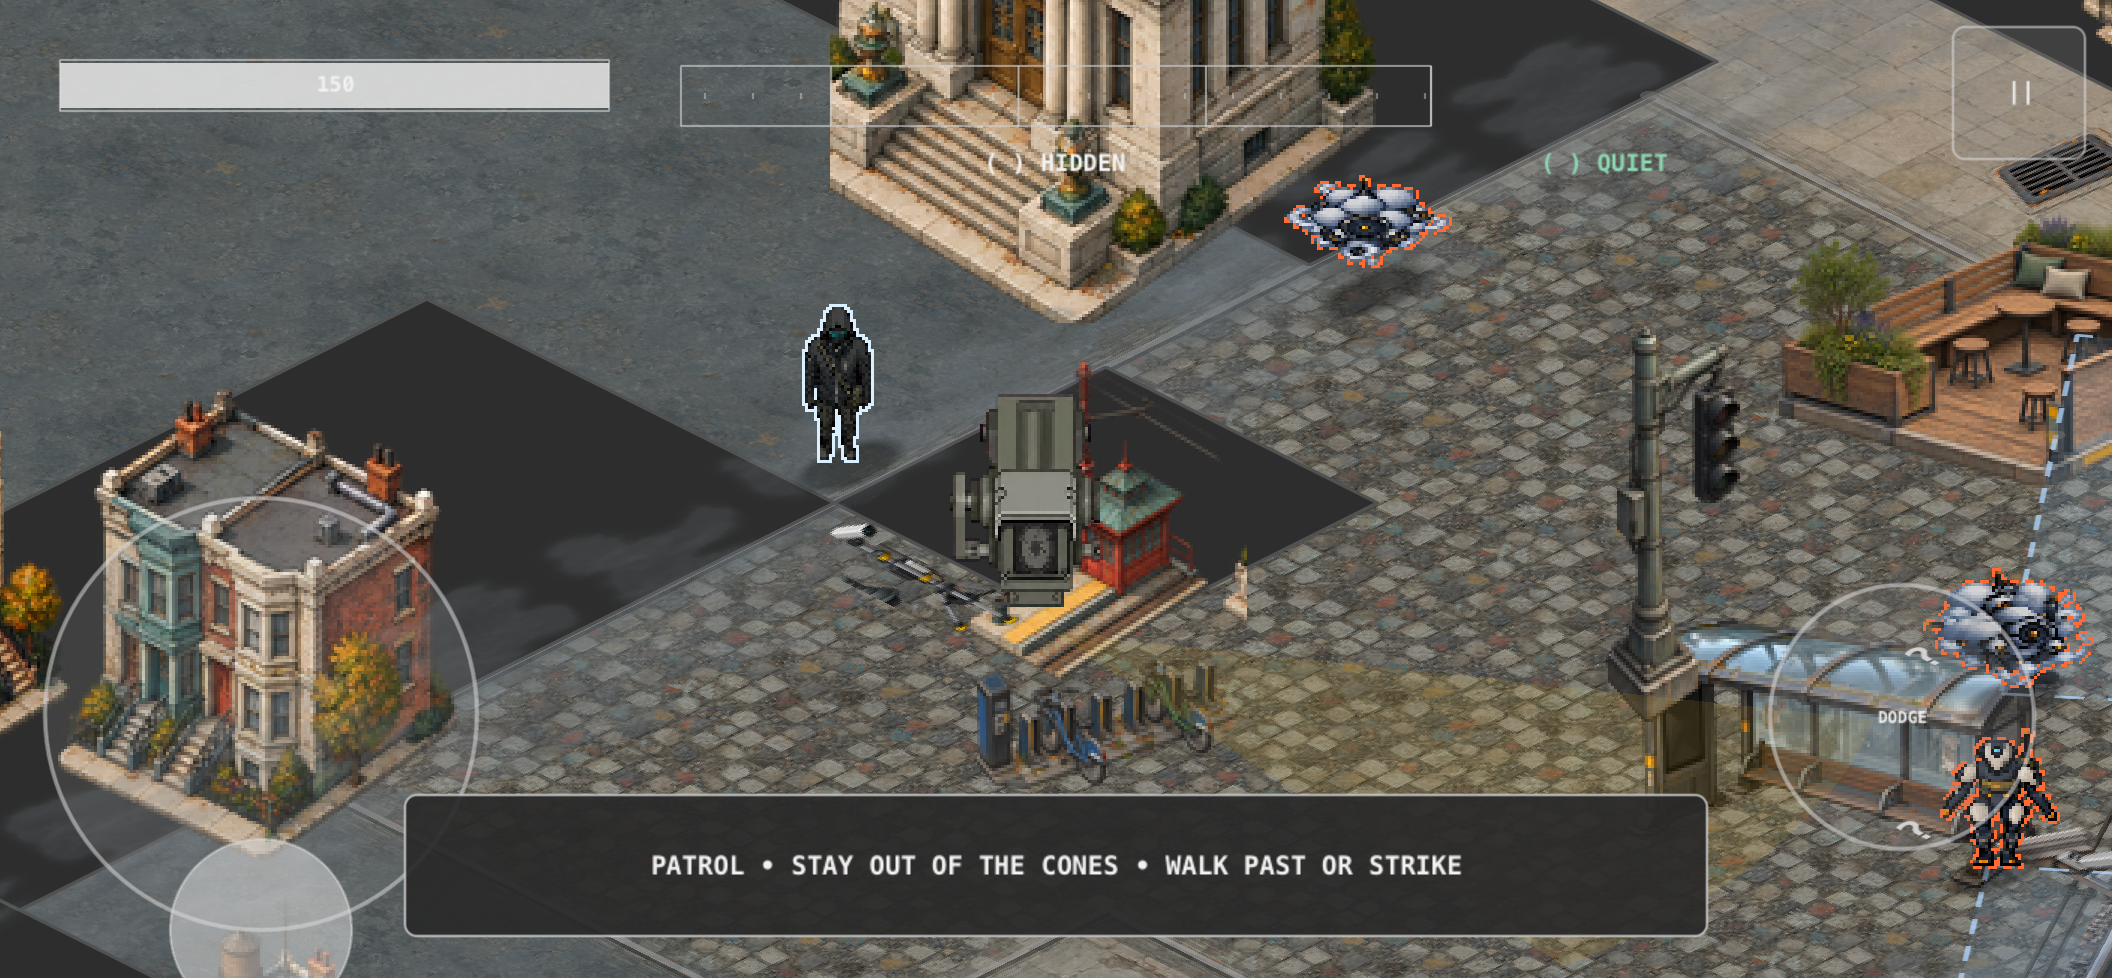 150
( ) HIDDEN
( ) QUIET
DODGE
PATROL • STAY OUT OF THE CONES • WALK PAST OR STRIKE